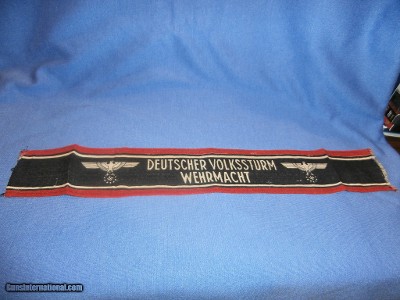 DEUTSCHER VOLKSSTURM
WEHRMACHT
GunsInternational.com